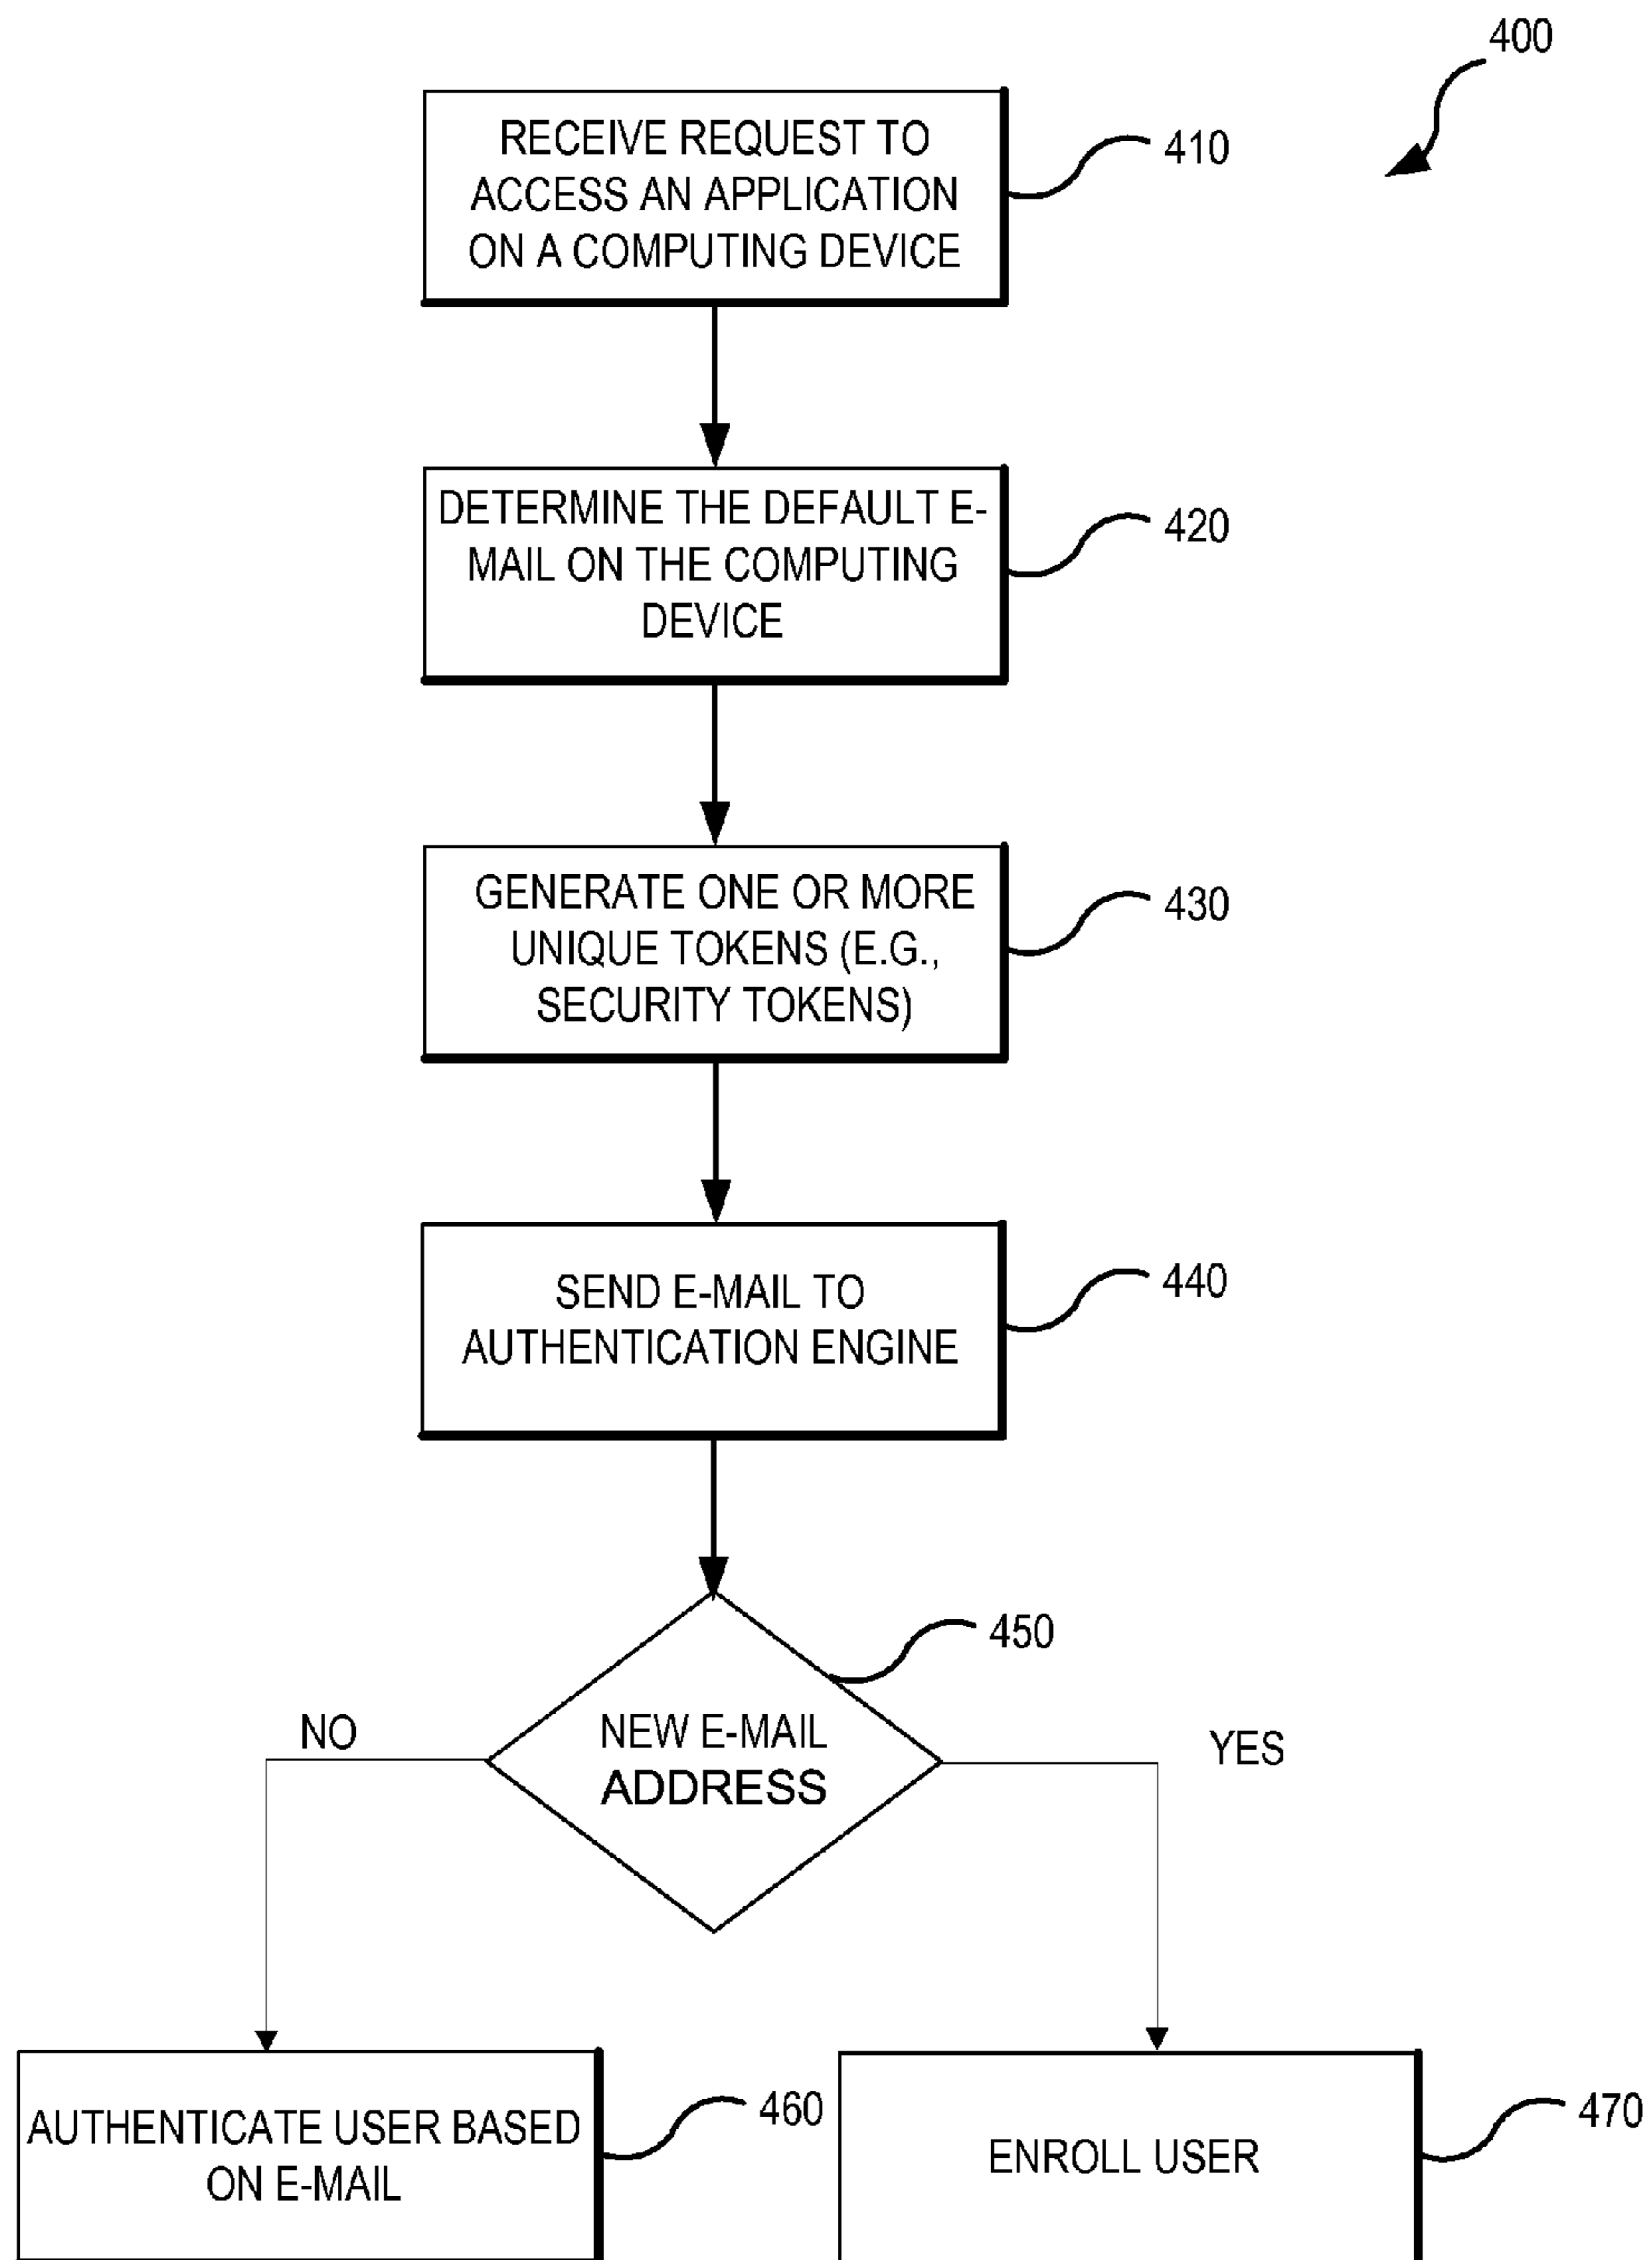 400
RECEIVE REQUEST TO
ACCESS AN APPLICATION
ON A COMPUTING DEVICE
410
DETERMINE THE DEFAULT E-
MAIL ON THE COMPUTING
DEVICE
420
GENERATE ONE OR MORE
UNIQUE TOKENS (E.G.,
SECURITY TOKENS)
430
SEND E-MAIL TO
AUTHENTICATION ENGINE
440
450
NEW E-MAIL
ADDRESS
NO
YES
AUTHENTICATE USER BASED
ON E-MAIL
460
ENROLL USER
470